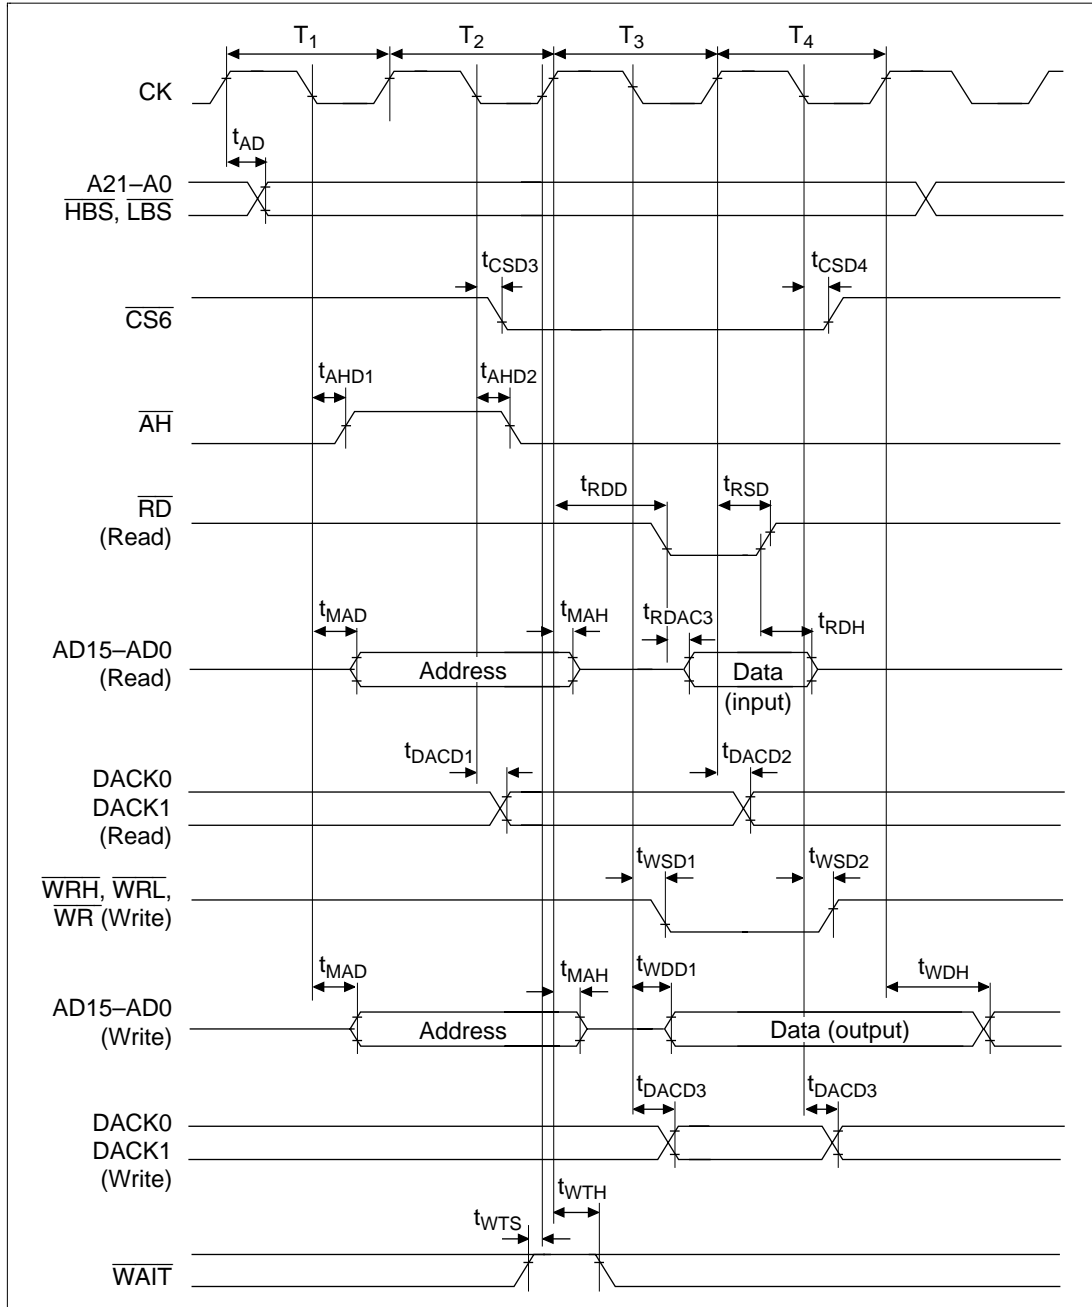 T1 T2 T3 T4
CK
tAD
A21–A0
HBS, LBS
tCSD3 tCSD4
CS6
tAHD1 tAHD2
AH
tRDD tRSD
RD
(Read)
tMAD tMAH tRDAC3 tRDH
AD15–AD0
(Read)
Address Data
(input)
tDACD1 tDACD2
DACK0
DACK1
(Read)
tWSD1 tWSD2
WRH, WRL,
WR (Write)
tMAD tMAH tWDD1 tWDH
AD15–AD0
(Write)
Address Data (output)
tDACD3 tDACD3
DACK0
DACK1
(Write)
tWTH
tWTS
WAIT